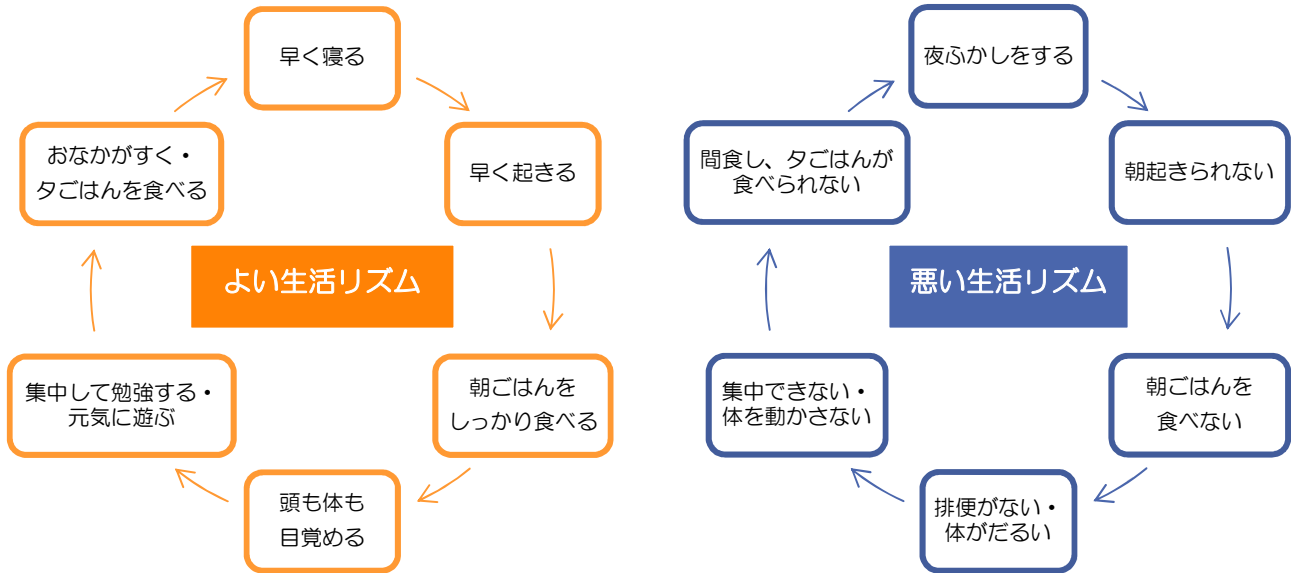 よい生活リズム
早く寝る
早く起きる
朝ごはんを
しっかり食べる
頭も体も
目覚める
集中して勉強する・
元気に遊ぶ
おなかがすく・
夕ごはんを食べる
悪い生活リズム
夜ふかしをする
朝起きられない
朝ごはんを
食べない
排便がない・
体がだるい
集中できない・
体を動かさない
間食し、夕ごはんが
食べられない